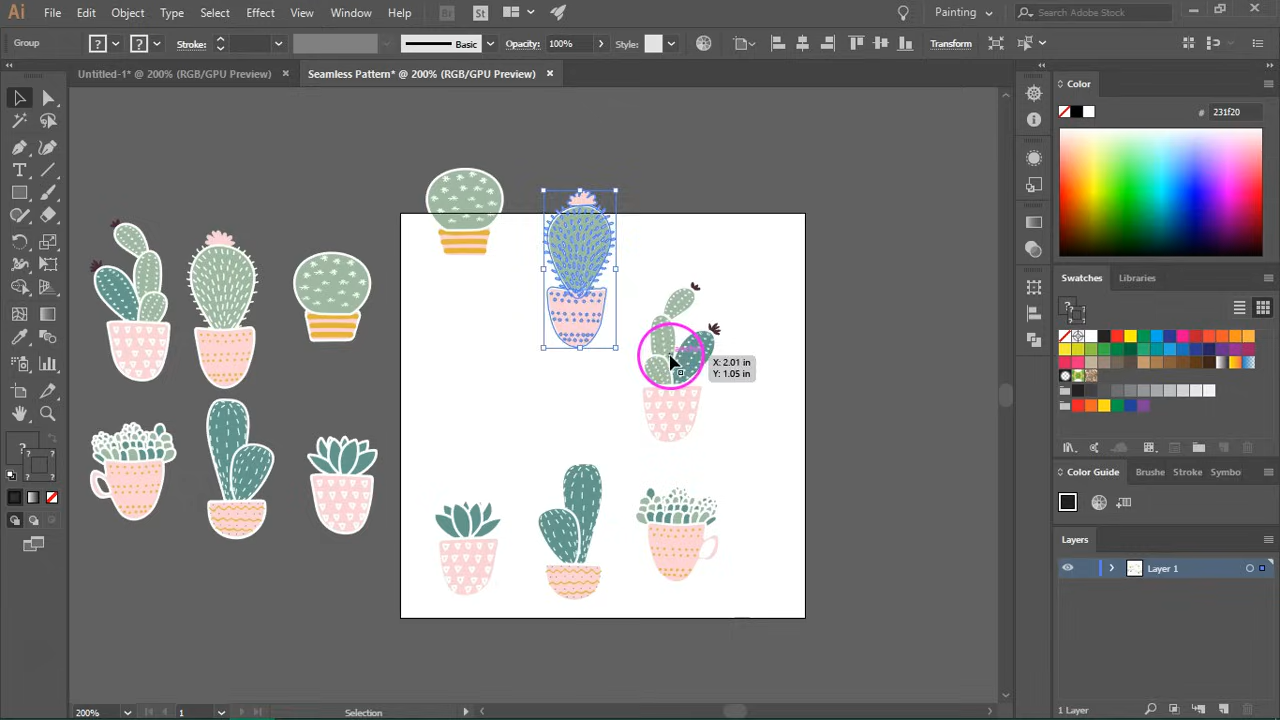 Ai File Edit Object Type Select Effect View Window Help Br St Painting Search Adobe Stock
Group ? ? Stroke: Basic Opacity: 100% Style: Transform
Untitled-1* @ 200% (RGB/GPU Preview) Seamless Pattern* @ 200% (RGB/GPU Preview)
Color
# 231f20
Swatches Libraries
X: 2.01 in
Y: 1.05 in
Color Guide Brushe Stroke Symbo
Layers
Layer 1
200% 1 Selection 1 Layer